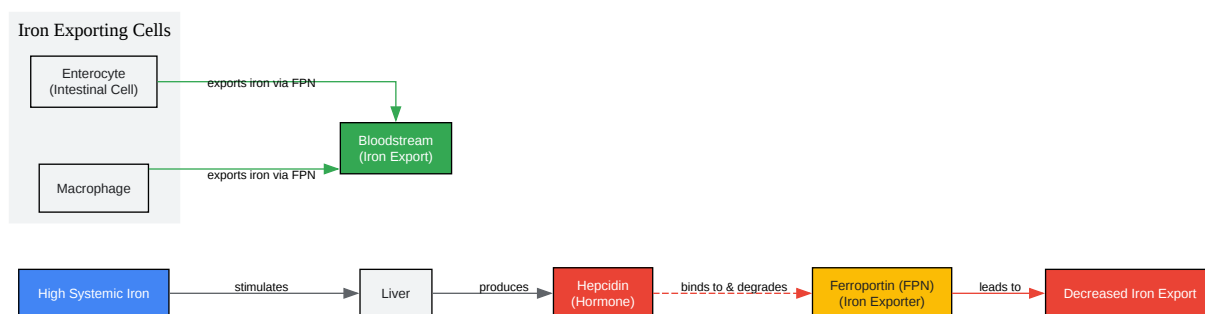 Iron Exporting Cells
Enterocyte
(Intestinal Cell)
exports iron via FPN
Bloodstream
(Iron Export)
Macrophage
exports iron via FPN
High Systemic Iron
stimulates
Liver
produces
Hepcidin
(Hormone)
binds to & degrades
Ferroportin (FPN)
(Iron Exporter)
leads to
Decreased Iron Export